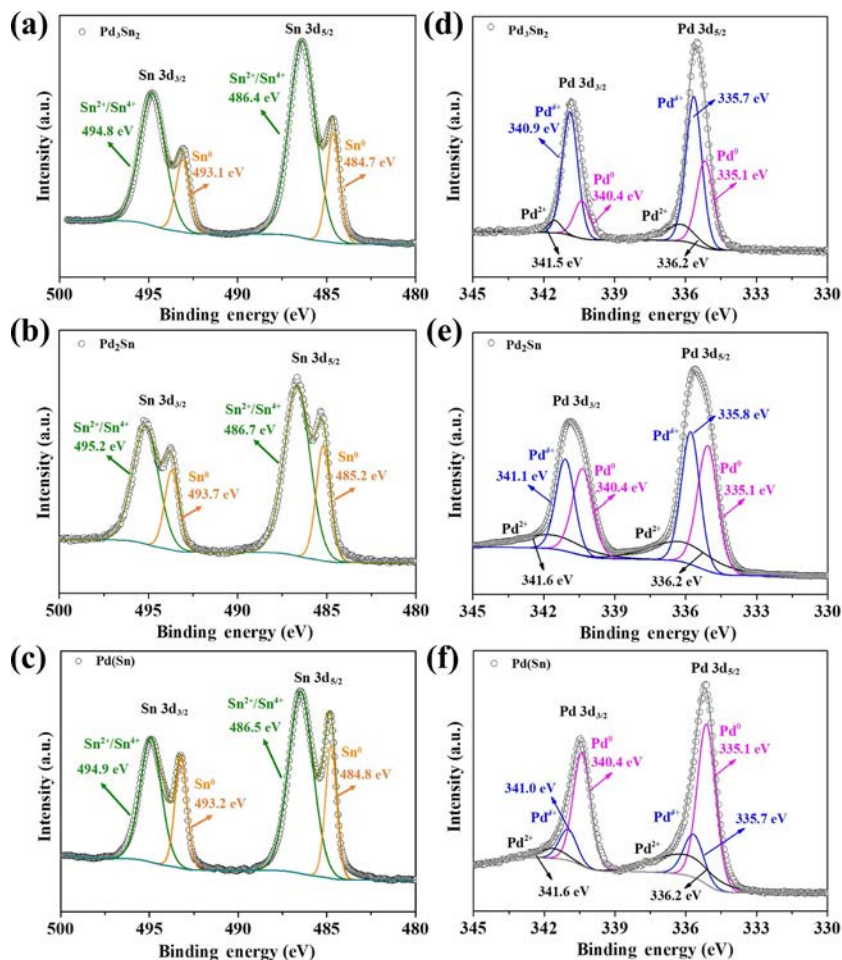 (a)
Pd₃Sn₂
Sn 3d₃/₂
Sn 3d₅/₂
Sn²⁺/Sn⁴⁺
494.8 eV
Sn⁰
493.1 eV
Sn²⁺/Sn⁴⁺
486.4 eV
Sn⁰
484.7 eV
Intensity (a.u.)
500 495 490 485 480
Binding energy (eV)
(d)
Pd₃Sn₂
Pd 3d₃/₂
Pd 3d₅/₂
Pdᵟ⁺
340.9 eV
Pd⁰
340.4 eV
Pd²⁺
341.5 eV
Pdᵟ⁺
335.7 eV
Pd⁰
335.1 eV
Pd²⁺
336.2 eV
Intensity (a.u.)
345 342 339 336 333 330
Binding energy (eV)
(b)
Pd₂Sn
Sn 3d₃/₂
Sn 3d₅/₂
Sn²⁺/Sn⁴⁺
495.2 eV
Sn⁰
493.7 eV
Sn²⁺/Sn⁴⁺
486.7 eV
Sn⁰
485.2 eV
Intensity (a.u.)
500 495 490 485 480
Binding energy (eV)
(e)
Pd₂Sn
Pd 3d₃/₂
Pd 3d₅/₂
Pdᵟ⁺
341.1 eV
Pd⁰
340.4 eV
Pd²⁺
341.6 eV
Pdᵟ⁺
335.8 eV
Pd⁰
335.1 eV
Pd²⁺
336.2 eV
Intensity (a.u.)
345 342 339 336 333 330
Binding energy (eV)
(c)
Pd(Sn)
Sn 3d₃/₂
Sn 3d₅/₂
Sn²⁺/Sn⁴⁺
494.9 eV
Sn⁰
493.2 eV
Sn²⁺/Sn⁴⁺
486.5 eV
Sn⁰
484.8 eV
Intensity (a.u.)
500 495 490 485 480
Binding energy (eV)
(f)
Pd(Sn)
Pd 3d₃/₂
Pd 3d₅/₂
Pd⁰
340.4 eV
341.0 eV
Pdᵟ⁺
Pd²⁺
341.6 eV
Pd⁰
335.1 eV
Pdᵟ⁺
335.7 eV
Pd²⁺
336.2 eV
Intensity (a.u.)
345 342 339 336 333 330
Binding energy (eV)